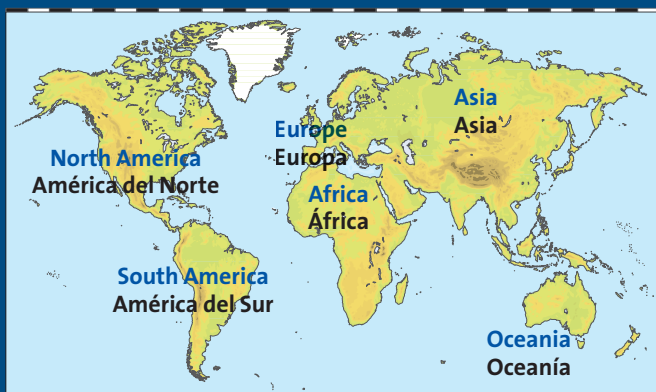 Asia
Asia
Europe
Europa
North America
América del Norte
Africa
África
South America
América del Sur
Oceania
Oceanía